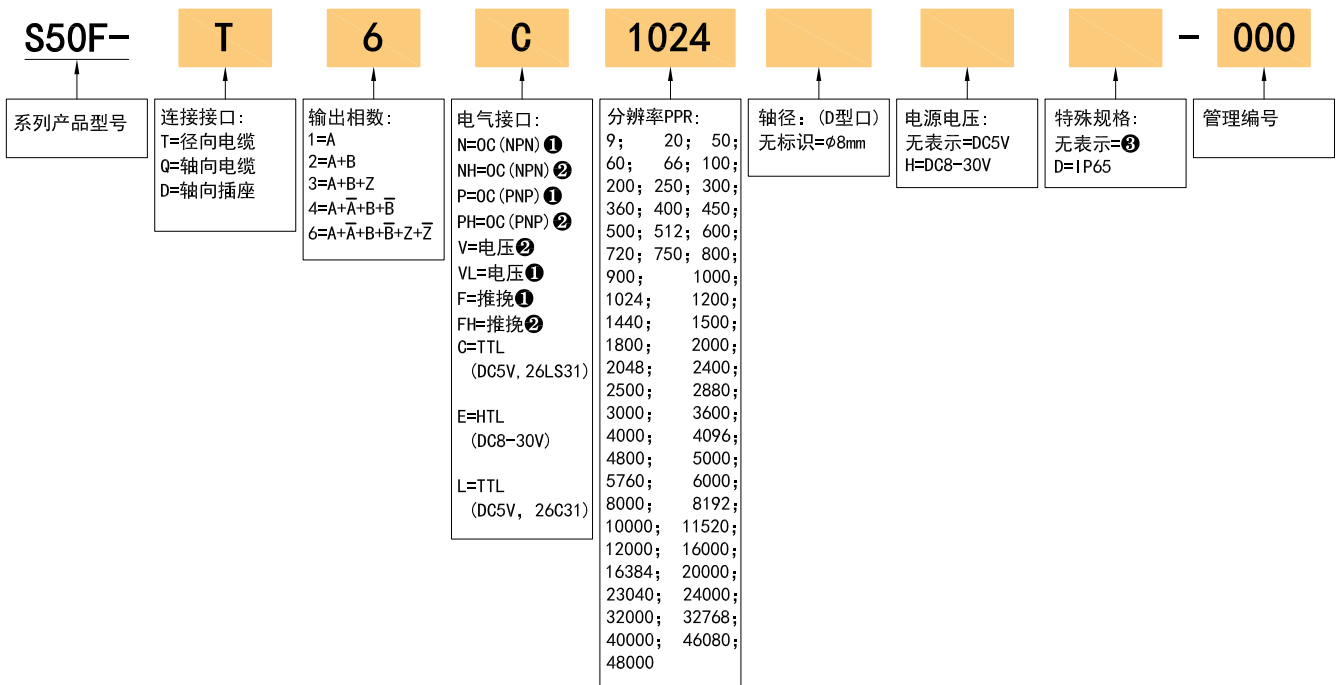 S50F- T 6 C 1024 - 000
系列产品型号
连接接口:
T=径向电缆
Q=轴向电缆
D=轴向插座
输出相数:
1=A
2=A+B
3=A+B+Z
4=A+A̅+B+B̅
6=A+A̅+B+B̅+Z+Z̅
电气接口:
N=OC(NPN)❶
NH=OC(NPN)❷
P=OC(PNP)❶
PH=OC(PNP)❷
V=电压❷
VL=电压❶
F=推挽❶
FH=推挽❷
C=TTL
(DC5V,26LS31)
E=HTL
(DC8-30V)
L=TTL
(DC5V, 26C31)
分辨率PPR:
9; 20; 50;
60; 66; 100;
200; 250; 300;
360; 400; 450;
500; 512; 600;
720; 750; 800;
900; 1000;
1024; 1200;
1440; 1500;
1800; 2000;
2048; 2400;
2500; 2880;
3000; 3600;
4000; 4096;
4800; 5000;
5760; 6000;
8000; 8192;
10000; 11520;
12000; 16000;
16384; 20000;
23040; 24000;
32000; 32768;
40000; 46080;
48000
轴径: (D型口)
无标识=φ8mm
电源电压:
无表示=DC5V
H=DC8-30V
特殊规格:
无表示=❸
D=IP65
管理编号